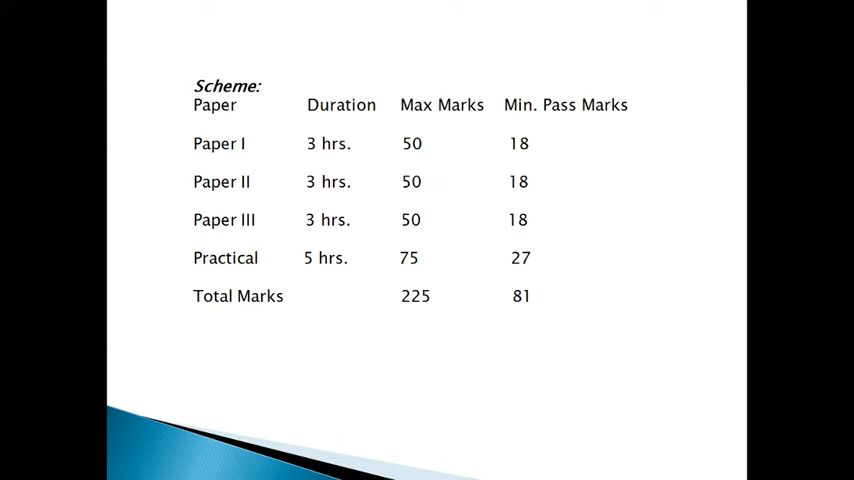 Scheme:
Paper Duration Max Marks Min. Pass Marks
Paper I 3 hrs. 50 18
Paper II 3 hrs. 50 18
Paper III 3 hrs. 50 18
Practical 5 hrs. 75 27
Total Marks 225 81